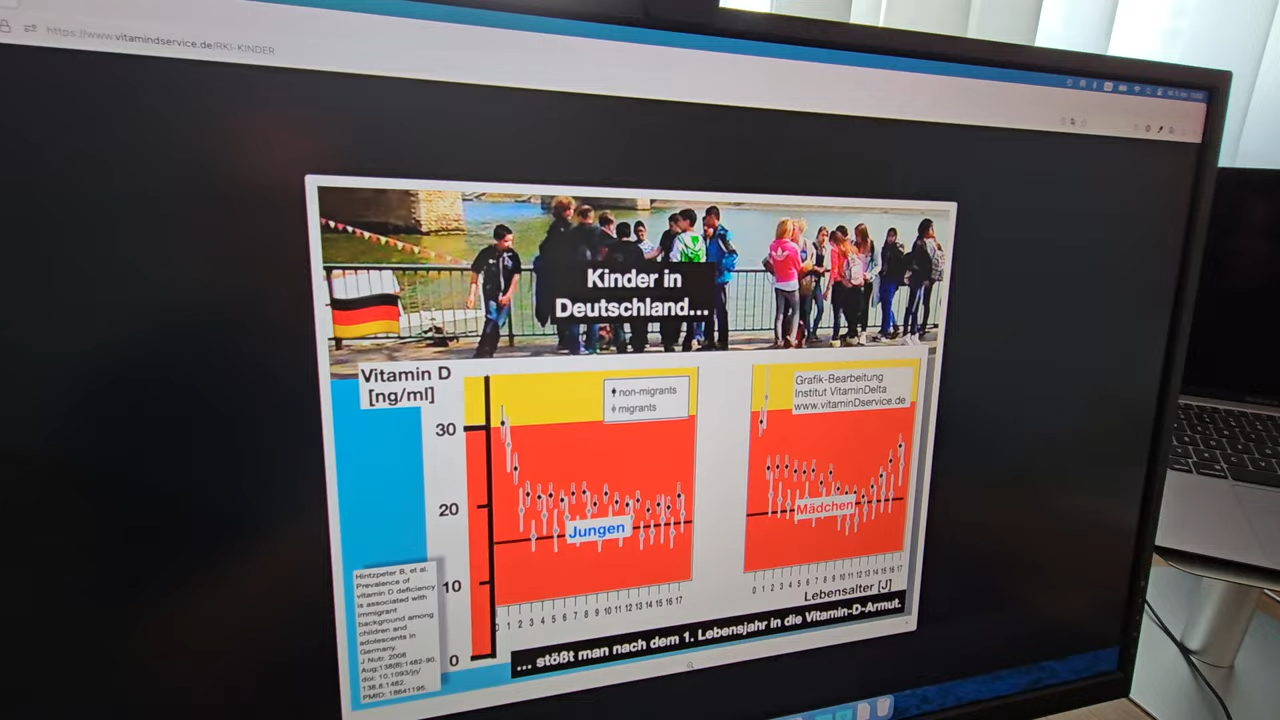 https://www.vitamindservice.de/RKI-KINDER
Kinder in
Deutschland...
Vitamin D
[ng/ml]
30
20
10
0
non-migrants
migrants
Jungen
0 1 2 3 4 5 6 7 8 9 10 11 12 13 14 15 16 17
Grafik-Bearbeitung
Institut VitaminDelta
www.vitaminDservice.de
Mädchen
0 1 2 3 4 5 6 7 8 9 10 11 12 13 14 15 16 17
Lebensalter [J]
Hintzpeter B, et al.
Prevalence of
vitamin D deficiency
is associated with
immigrant
background among
children and
adolescents in
Germany.
J Nutr. 2008
Aug;138(8):1482-90.
doi: 10.1093/jn/
138.8.1482.
PMID: 18641195.
... stößt man nach dem 1. Lebensjahr in die Vitamin-D-Armut.